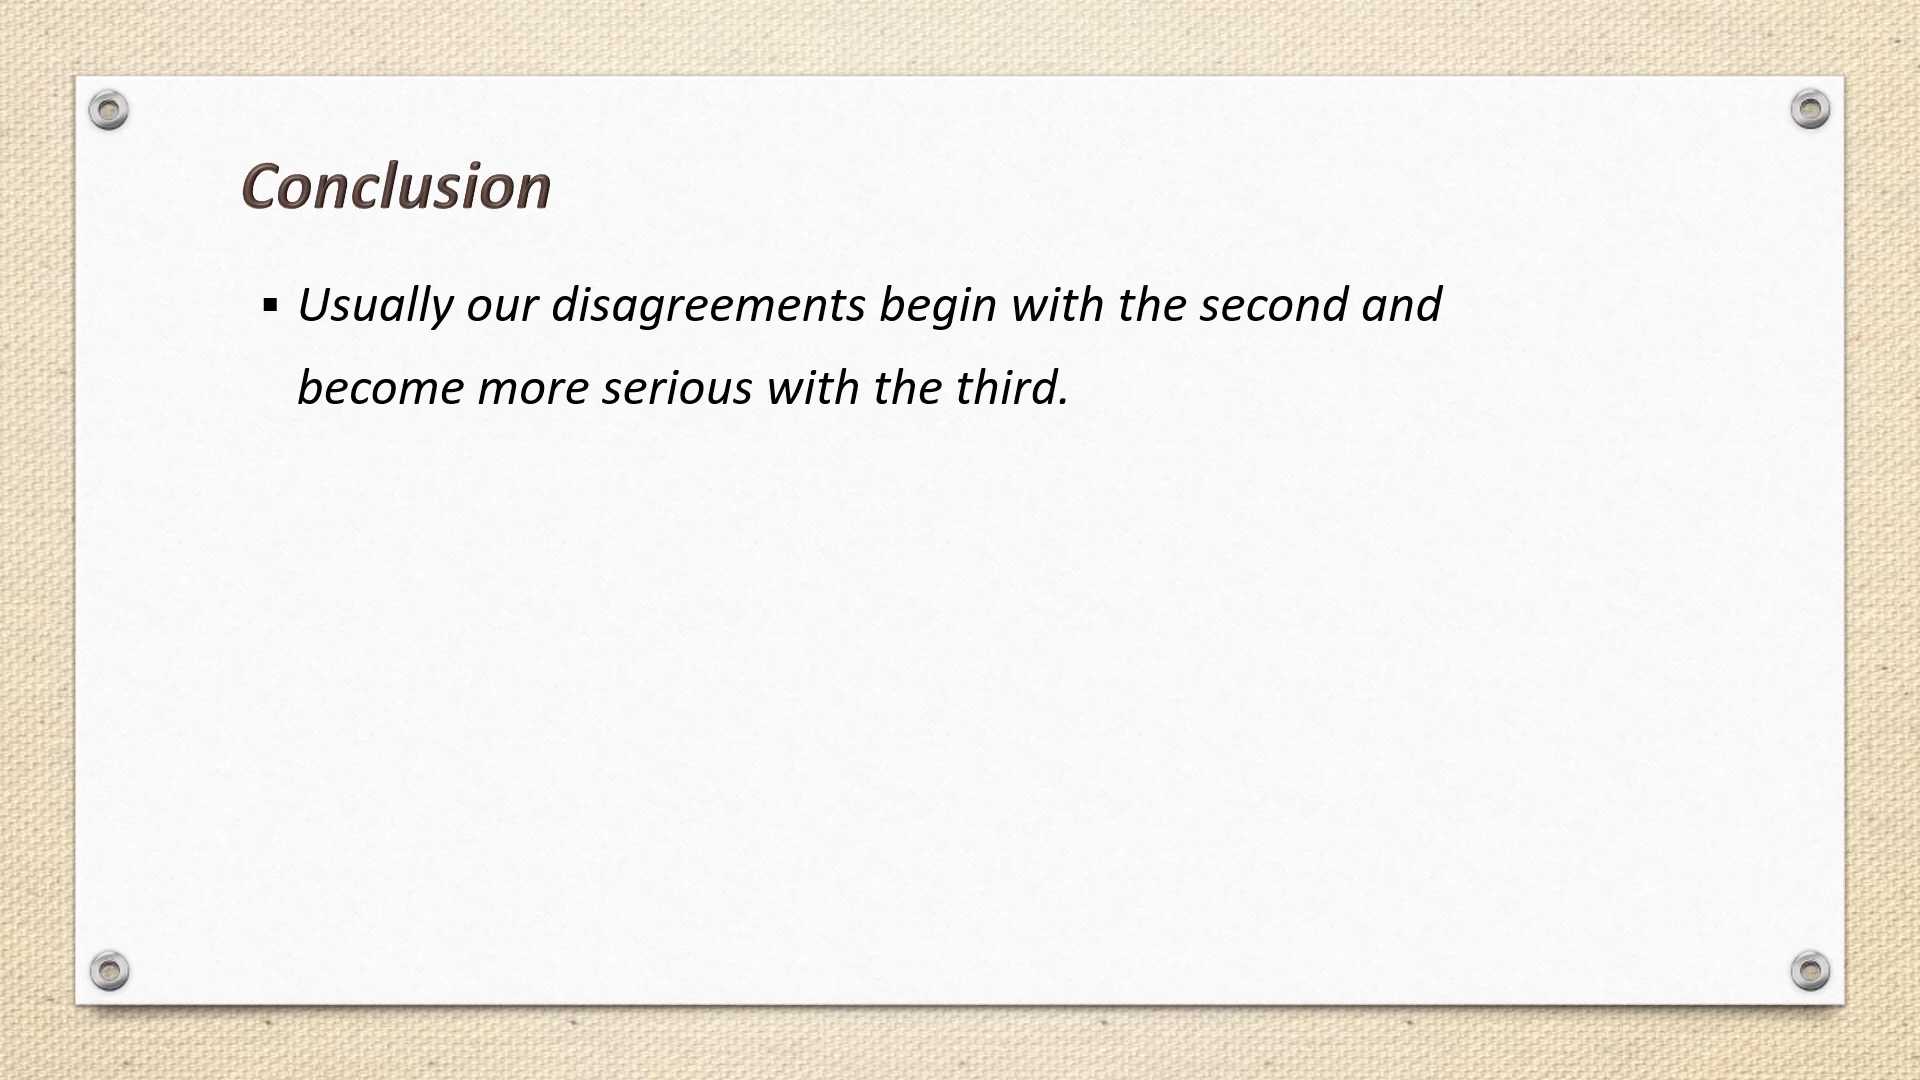 Conclusion
▪ Usually our disagreements begin with the second and
become more serious with the third.